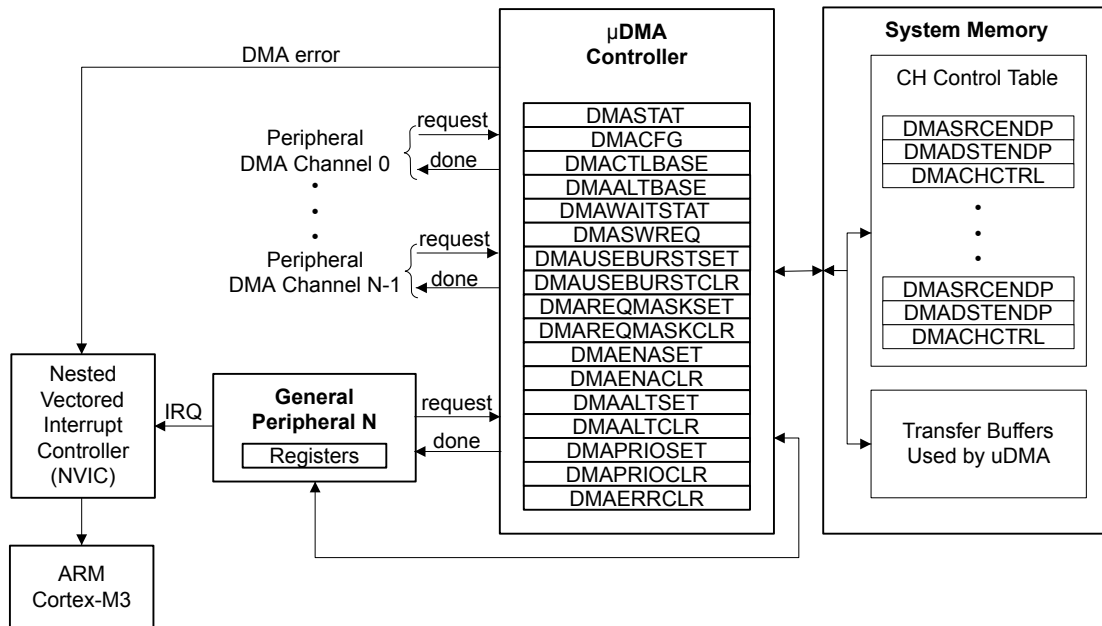 DMA error
request
Peripheral
DMA Channel 0
done
request
Peripheral
DMA Channel N-1
done
Nested
Vectored
Interrupt
Controller
(NVIC)
IRQ
General
Peripheral N
Registers
request
done
ARM
Cortex-M3
µDMA
Controller
DMASTAT
DMACFG
DMACTLBASE
DMAALTBASE
DMAWAITSTAT
DMASWREQ
DMAUSEBURSTSET
DMAUSEBURSTCLR
DMAREQMASKSET
DMAREQMASKCLR
DMAENASET
DMAENACLR
DMAALTSET
DMAALTCLR
DMAPRIOSET
DMAPRIOCLR
DMAERRCLR
System Memory
CH Control Table
DMASRCENDP
DMADSTENDP
DMACHCTRL
DMASRCENDP
DMADSTENDP
DMACHCTRL
Transfer Buffers
Used by uDMA